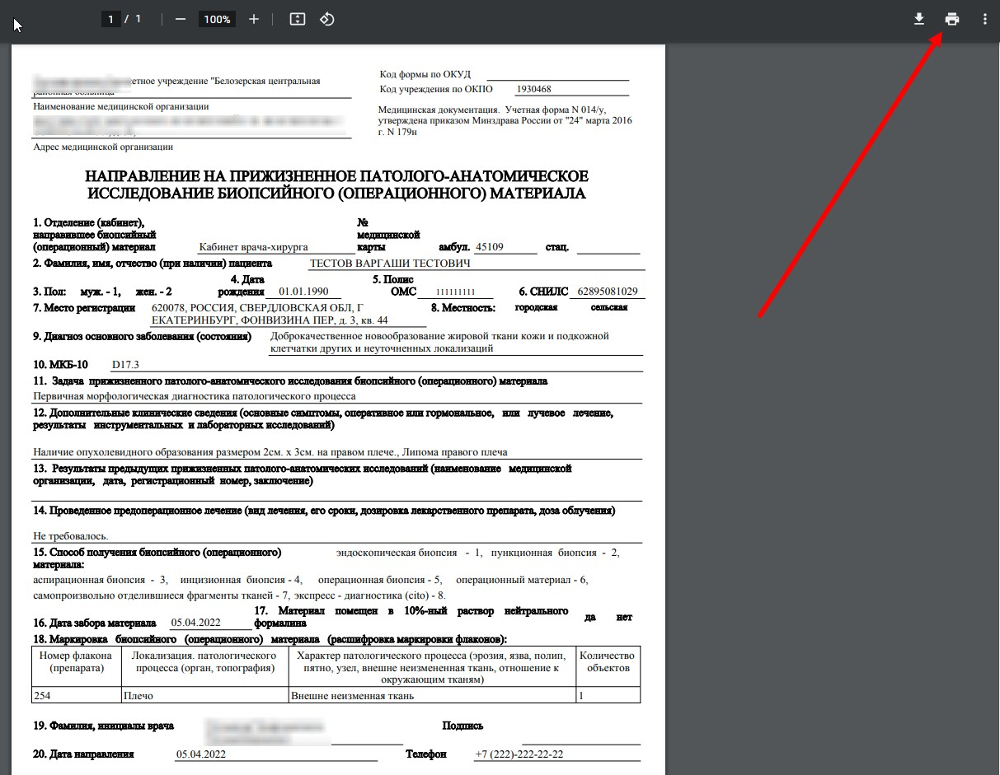 1 / 1 100%
етное учреждение "Белозерская центральная
районная больница"
Наименование медицинской организации
Адрес медицинской организации
Код формы по ОКУД
Код учреждения по ОКПО 1930468
Медицинская документация. Учетная форма N 014/у,
утверждена приказом Минздрава России от "24" марта 2016
г. N 179н
НАПРАВЛЕНИЕ НА ПРИЖИЗНЕННОЕ ПАТОЛОГО-АНАТОМИЧЕСКОЕ
ИССЛЕДОВАНИЕ БИОПСИЙНОГО (ОПЕРАЦИОННОГО) МАТЕРИАЛА
1. Отделение (кабинет),
направившее биопсийный
(операционный) материал Кабинет врача-хирурга
№
медицинской
карты амбул. 45109 стац.
2. Фамилия, имя, отчество (при наличии) пациента ТЕСТОВ ВАРГАШИ ТЕСТОВИЧ
3. Пол: муж. - 1, жен. - 2
4. Дата
рождения 01.01.1990
5. Полис
ОМС 111111111
6. СНИЛС 62895081029
7. Место регистрации 620078, РОССИЯ, СВЕРДЛОВСКАЯ ОБЛ, Г
ЕКАТЕРИНБУРГ, ФОНВИЗИНА ПЕР, д. 3, кв. 44
8. Местность: городская сельская
9. Диагноз основного заболевания (состояния) Доброкачественное новообразование жировой ткани кожи и подкожной
клетчатки других и неуточненных локализаций
10. МКБ-10 D17.3
11. Задача прижизненного патолого-анатомического исследования биопсийного (операционного) материала
Первичная морфологическая диагностика патологического процесса
12. Дополнительные клинические сведения (основные симптомы, оперативное или гормональное, или лучевое лечение,
результаты инструментальных и лабораторных исследований)
Наличие опухолевидного образования размером 2см. х 3см. на правом плече., Липома правого плеча
13. Результаты предыдущих прижизненных патолого-анатомических исследований (наименование медицинской
организации, дата, регистрационный номер, заключение)
14. Проведенное предоперационное лечение (вид лечения, его сроки, дозировка лекарственного препарата, доза облучения)
Не требовалось.
15. Способ получения биопсийного (операционного) эндоскопическая биопсия - 1, пункционная биопсия - 2,
материала:
аспирационная биопсия - 3, инцизионная биопсия - 4, операционная биопсия - 5, операционный материал - 6,
самопроизвольно отделившиеся фрагменты тканей - 7, экспресс - диагностика (cito) - 8.
16. Дата забора материала 05.04.2022
17. Материал помещен в 10%-ный раствор нейтрального
формалина да нет
18. Маркировка биопсийного (операционного) материала (расшифровка маркировки флаконов):
Номер флакона
(препарата)
Локализация. патологического
процесса (орган, топография)
Характер патологического процесса (эрозия, язва, полип,
пятно, узел, внешне неизмененная ткань, отношение к
окружающим тканям)
Количество
объектов
254 Плечо Внешне неизменная ткань 1
19. Фамилия, инициалы врача Подпись
20. Дата направления 05.04.2022 Телефон +7 (222)-222-22-22